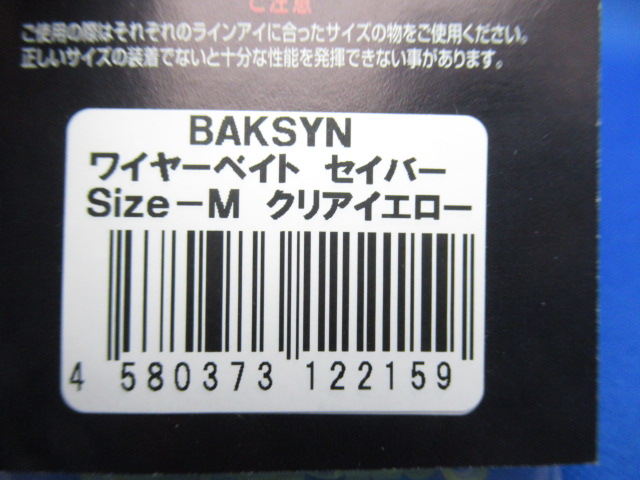 ご注意
ご使用の際はそれぞれのラインアイに合ったサイズの物をご使用ください。
正しいサイズの装着でないと十分な性能を発揮できない事があります。
BAKSYN
ワイヤーベイト セイバー
Size－M クリアイエロー
4 580373 122159